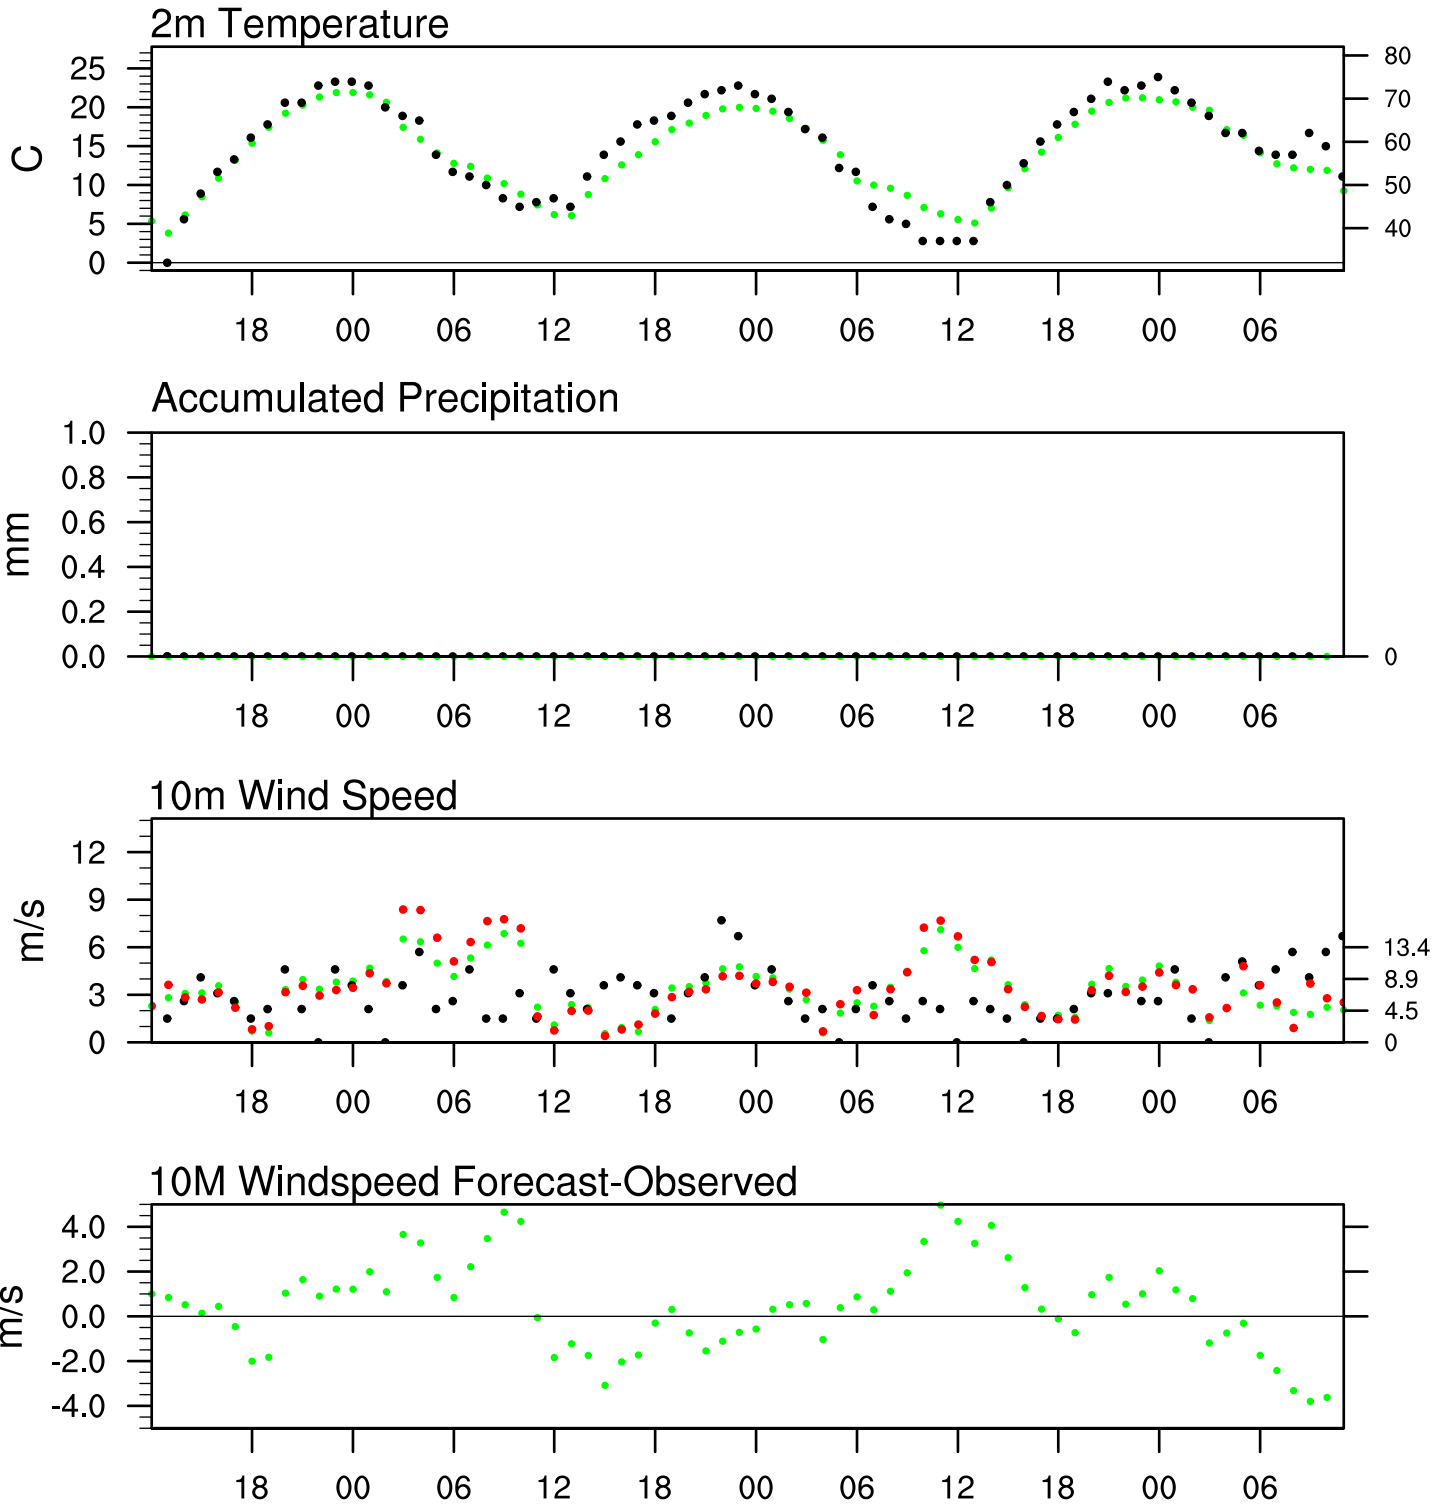 2m Temperature
25
20
15
10
5
0
C
80
70
60
50
40
18 00 06 12 18 00 06 12 18 00 06
Accumulated Precipitation
1.0
0.8
0.6
0.4
0.2
0.0
mm
0
18 00 06 12 18 00 06 12 18 00 06
10m Wind Speed
12
9
6
3
0
m/s
13.4
8.9
4.5
0
18 00 06 12 18 00 06 12 18 00 06
10M Windspeed Forecast-Observed
4.0
2.0
0.0
-2.0
-4.0
m/s
18 00 06 12 18 00 06 12 18 00 06